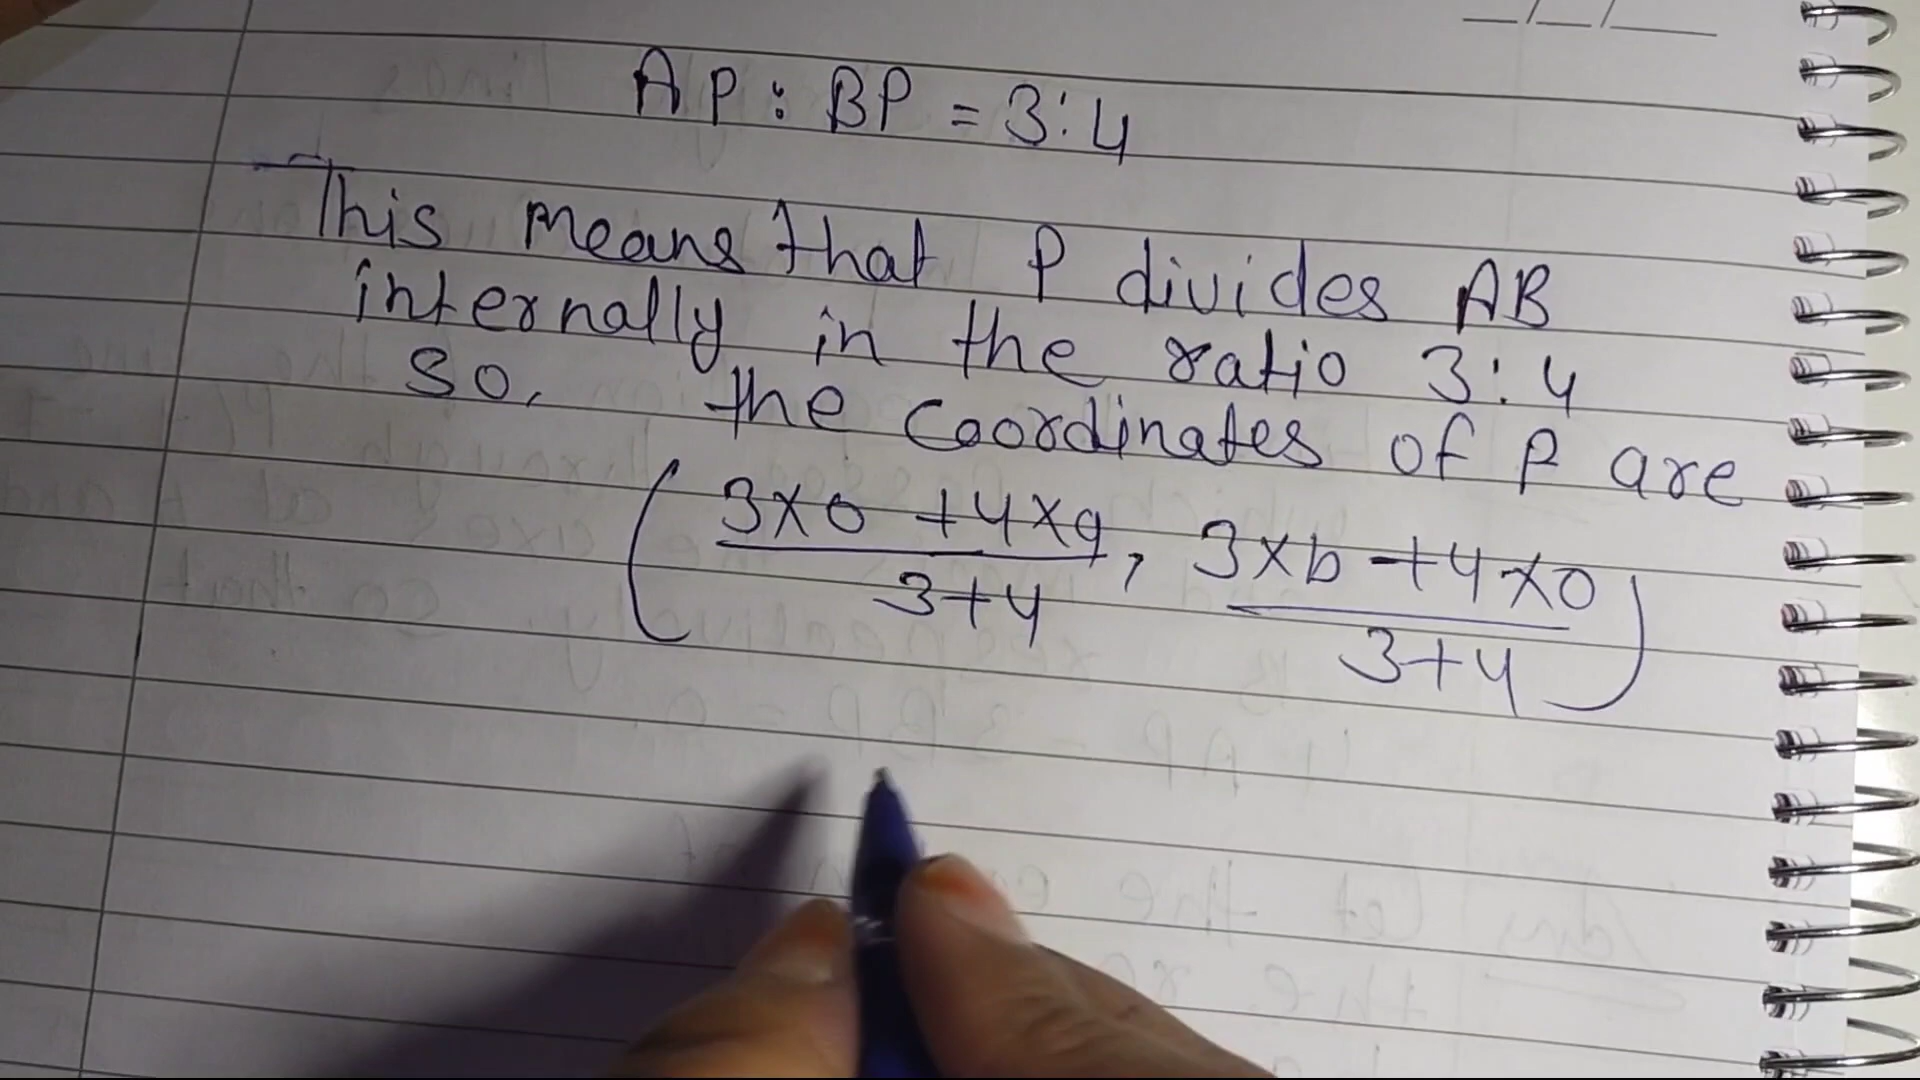 AP : BP = 3:4
This means that P divides AB
internally in the ratio 3:4
So, the coordinates of P are
(3×0 +4×a/3+4, 3×b+4×0/3+4)